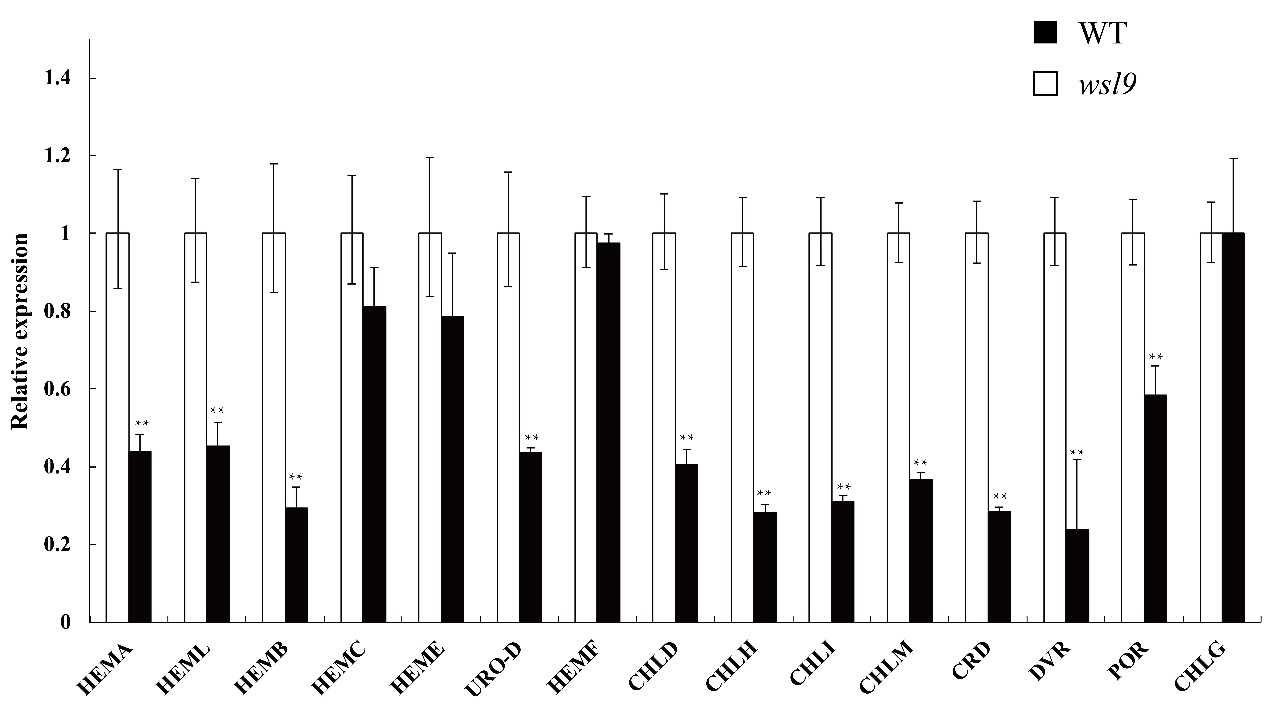 WT
wsl9
1.4
1.2
1
0.8
0.6
0.4
0.2
0
Relative expression
**
**
**
**
**
**
**
**
**
**
**
HEMA
HEML
HEMB
HEMC
HEME
URO-D
HEMF
CHLD
CHLH
CHLI
CHLM
CRD
DVR
POR
CHLG